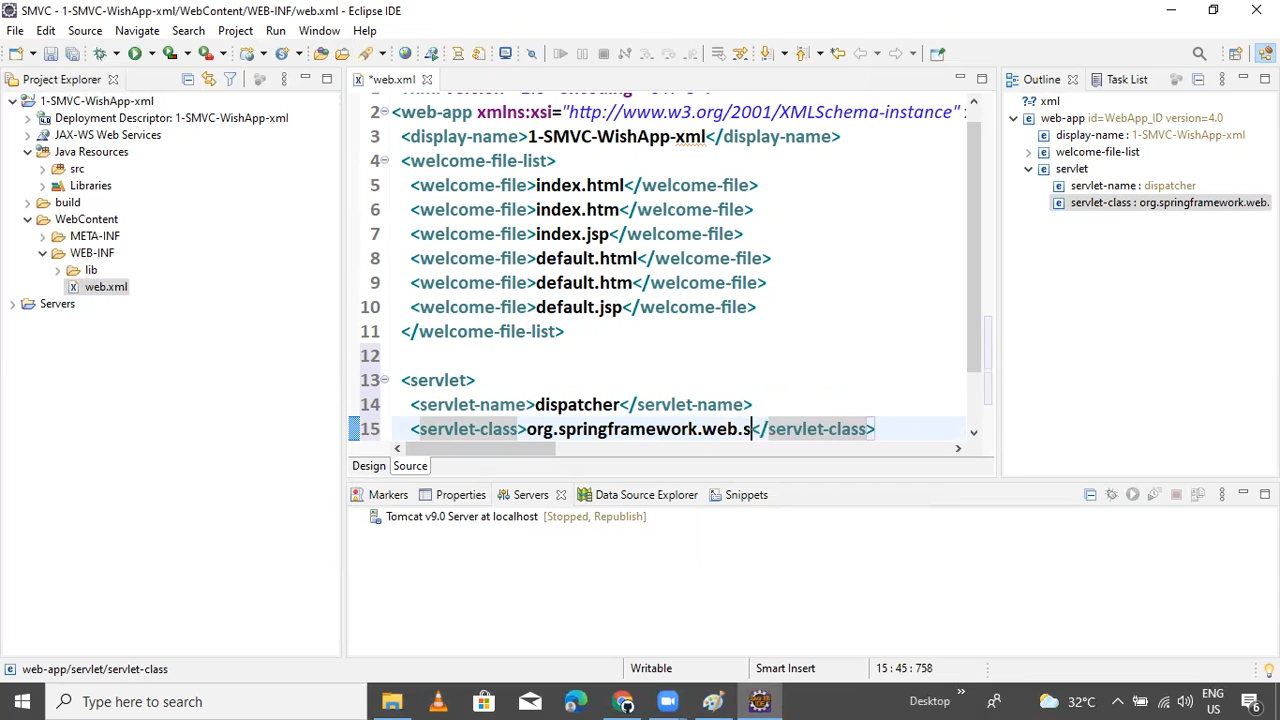 SMVC - 1-SMVC-WishApp-xml/WebContent/WEB-INF/web.xml - Eclipse IDE
File Edit Source Navigate Search Project Run Window Help
Project Explorer
1-SMVC-WishApp-xml
Deployment Descriptor: 1-SMVC-WishApp-xml
JAX-WS Web Services
Java Resources
src
Libraries
build
WebContent
META-INF
WEB-INF
lib
web.xml
Servers
*web.xml
2 <web-app xmlns:xsi="http://www.w3.org/2001/XMLSchema-instance"
3 <display-name>1-SMVC-WishApp-xml</display-name>
4 <welcome-file-list>
5 <welcome-file>index.html</welcome-file>
6 <welcome-file>index.htm</welcome-file>
7 <welcome-file>index.jsp</welcome-file>
8 <welcome-file>default.html</welcome-file>
9 <welcome-file>default.htm</welcome-file>
10 <welcome-file>default.jsp</welcome-file>
11 </welcome-file-list>
12
13 <servlet>
14 <servlet-name>dispatcher</servlet-name>
15 <servlet-class>org.springframework.web.s</servlet-class>
Design Source
Outline Task List
xml
web-app id=WebApp_ID version=4.0
display-name : 1-SMVC-WishApp-xml
welcome-file-list
servlet
servlet-name : dispatcher
servlet-class : org.springframework.web.
Markers Properties Servers Data Source Explorer Snippets
Tomcat v9.0 Server at localhost [Stopped, Republish]
web-app/servlet/servlet-class Writable Smart Insert 15 : 45 : 758
Type here to search Desktop 32°C ENG US 6